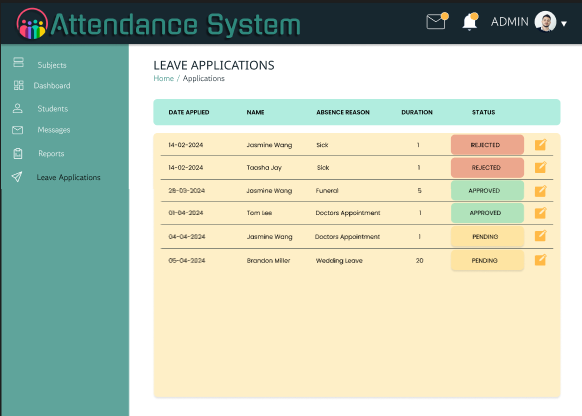 Attendance System
ADMIN
Subjects
Dashboard
Students
Messages
Reports
Leave Applications
LEAVE APPLICATIONS
Home / Applications
DATE APPLIED NAME ABSENCE REASON DURATION STATUS
14-02-2024 Jasmine Wang Sick 1 REJECTED
14-02-2024 Taasha Jay Sick 1 REJECTED
28-03-2024 Jasmine Wang Funeral 5 APPROVED
01-04-2024 Tom Lee Doctors Appointment 1 APPROVED
04-04-2024 Jasmine Wang Doctors Appointment 1 PENDING
05-04-2024 Brandon Miller Wedding Leave 20 PENDING